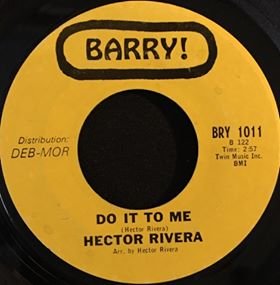 BARRY!
Distribution:
DEB-MOR
BRY 1011
B 122
Time: 2:57
Twin Music Inc.
BMI
DO IT TO ME
(Hector Rivera)
HECTOR RIVERA
Arr. by Hector Rivera